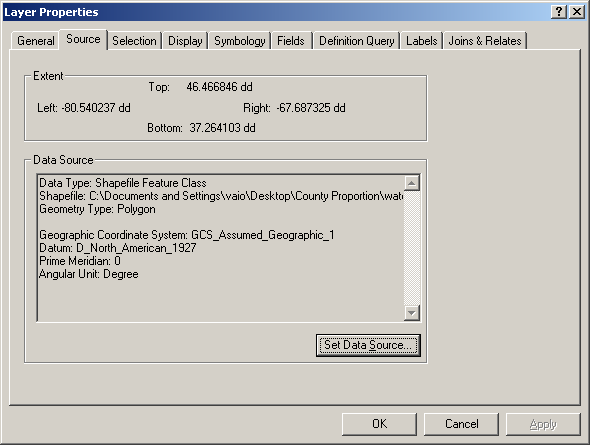 Layer Properties
General Source Selection Display Symbology Fields Definition Query Labels Joins & Relates
Extent
Top: 46.466846 dd
Left: -80.540237 dd Right: -67.687325 dd
Bottom: 37.264103 dd
Data Source
Data Type: Shapefile Feature Class
Shapefile: C:\Documents and Settings\vaio\Desktop\County Proportion\wate
Geometry Type: Polygon
Geographic Coordinate System: GCS_Assumed_Geographic_1
Datum: D_North_American_1927
Prime Meridian: 0
Angular Unit: Degree
Set Data Source...
OK Cancel Apply